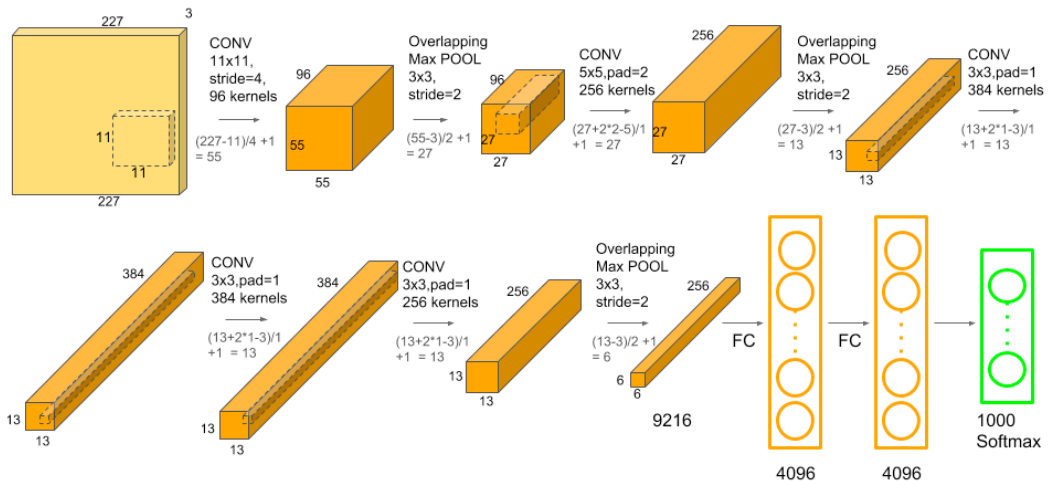 227
3
11
11
227
CONV
11x11,
stride=4,
96 kernels
(227-11)/4 +1
= 55
96
55
55
Overlapping
Max POOL
3x3,
stride=2
(55-3)/2 +1
= 27
96
27
27
CONV
5x5,pad=2
256 kernels
(27+2*2-5)/1
+1 = 27
256
27
27
Overlapping
Max POOL
3x3,
stride=2
(27-3)/2 +1
= 13
256
13
13
CONV
3x3,pad=1
384 kernels
(13+2*1-3)/1
+1 = 13
384
13
13
CONV
3x3,pad=1
384 kernels
(13+2*1-3)/1
+1 = 13
384
13
13
CONV
3x3,pad=1
256 kernels
(13+2*1-3)/1
+1 = 13
256
13
13
Overlapping
Max POOL
3x3,
stride=2
(13-3)/2 +1
= 6
256
6
6
9216
FC
4096
FC
4096
1000
Softmax